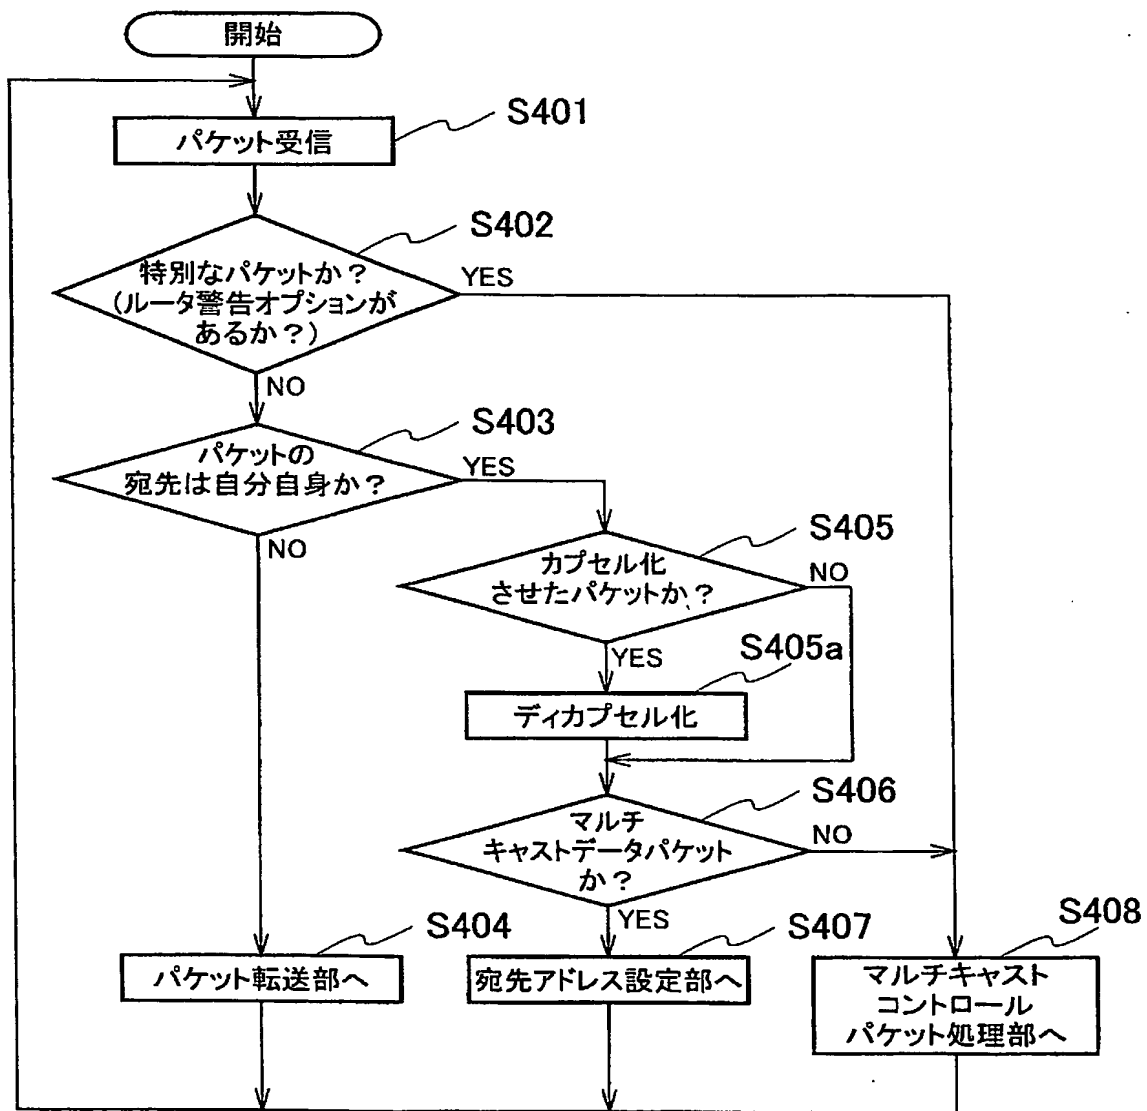 開始
S401
パケット受信
S402
特別なパケットか？
(ルータ警告オプションが
あるか？)
YES
NO
S403
パケットの
宛先は自分自身か？
YES
NO
S405
カプセル化
させたパケットか？
NO
YES
S405a
ディカプセル化
S406
マルチ
キャストデータパケット
か？
NO
YES
S404
パケット転送部へ
S407
宛先アドレス設定部へ
S408
マルチキャスト
コントロール
パケット処理部へ